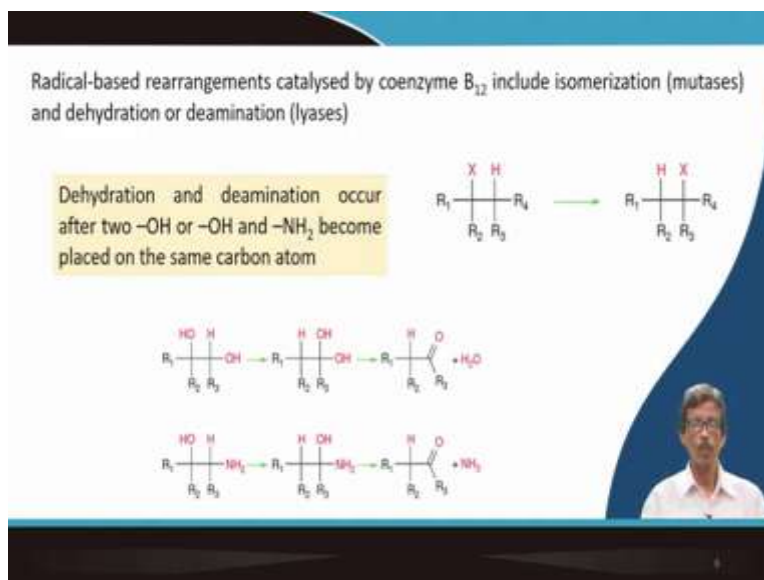 Radical-based rearrangements catalysed by coenzyme B₁₂ include isomerization (mutases)
and dehydration or deamination (lyases)
Dehydration and deamination occur
after two –OH or –OH and –NH₂ become
placed on the same carbon atom
X H H X
R₁ R₄ R₁ R₄
R₂ R₃ R₂ R₃
HO H H OH H O
R₁ OH R₁ OH R₁ + H₂O
R₂ R₃ R₂ R₃ R₂ R₃
HO H H OH H O
R₁ NH₂ R₁ NH₂ R₁ + NH₃
R₂ R₃ R₂ R₃ R₂ R₃